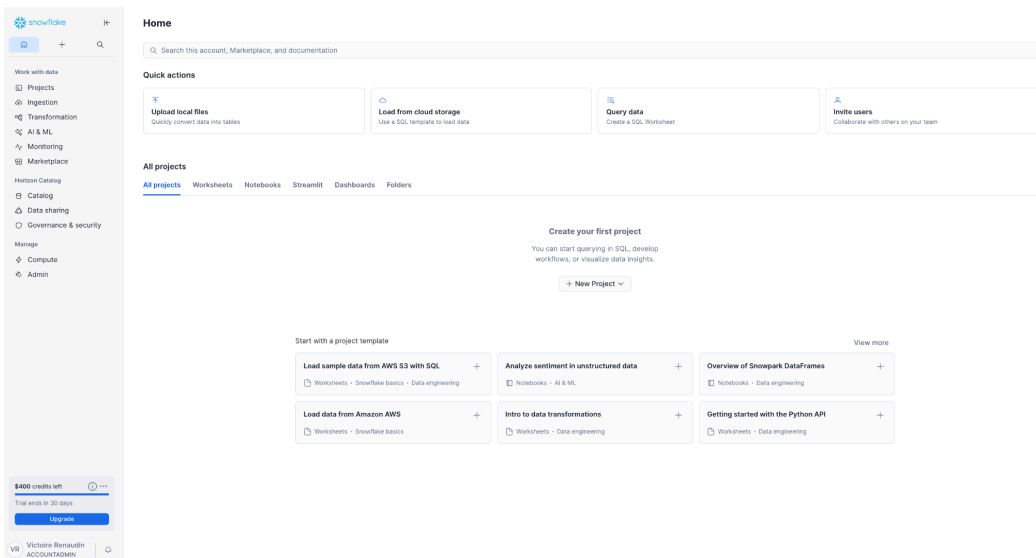 snowflake
Home
Search this account, Marketplace, and documentation
Quick actions
Upload local files
Quickly convert data into tables
Load from cloud storage
Use a SQL template to load data
Query data
Create a SQL Worksheet
Invite users
Collaborate with others on your team
Work with data
Projects
Ingestion
Transformation
AI & ML
Monitoring
Marketplace
Horizon Catalog
Catalog
Data sharing
Governance & security
Manage
Compute
Admin
All projects
All projects Worksheets Notebooks Streamlit Dashboards Folders
Create your first project
You can start querying in SQL, develop
workflows, or visualize data insights.
+ New Project
Start with a project template
View more
Load sample data from AWS S3 with SQL
Worksheets • Snowflake basics • Data engineering
Analyze sentiment in unstructured data
Notebooks • AI & ML
Overview of Snowpark DataFrames
Notebooks • Data engineering
Load data from Amazon AWS
Worksheets • Snowflake basics
Intro to data transformations
Worksheets • Data engineering
Getting started with the Python API
Worksheets • Data engineering
$400 credits left
Trial ends in 30 days
Upgrade
VR
Victoire Renaudin
ACCOUNTADMIN